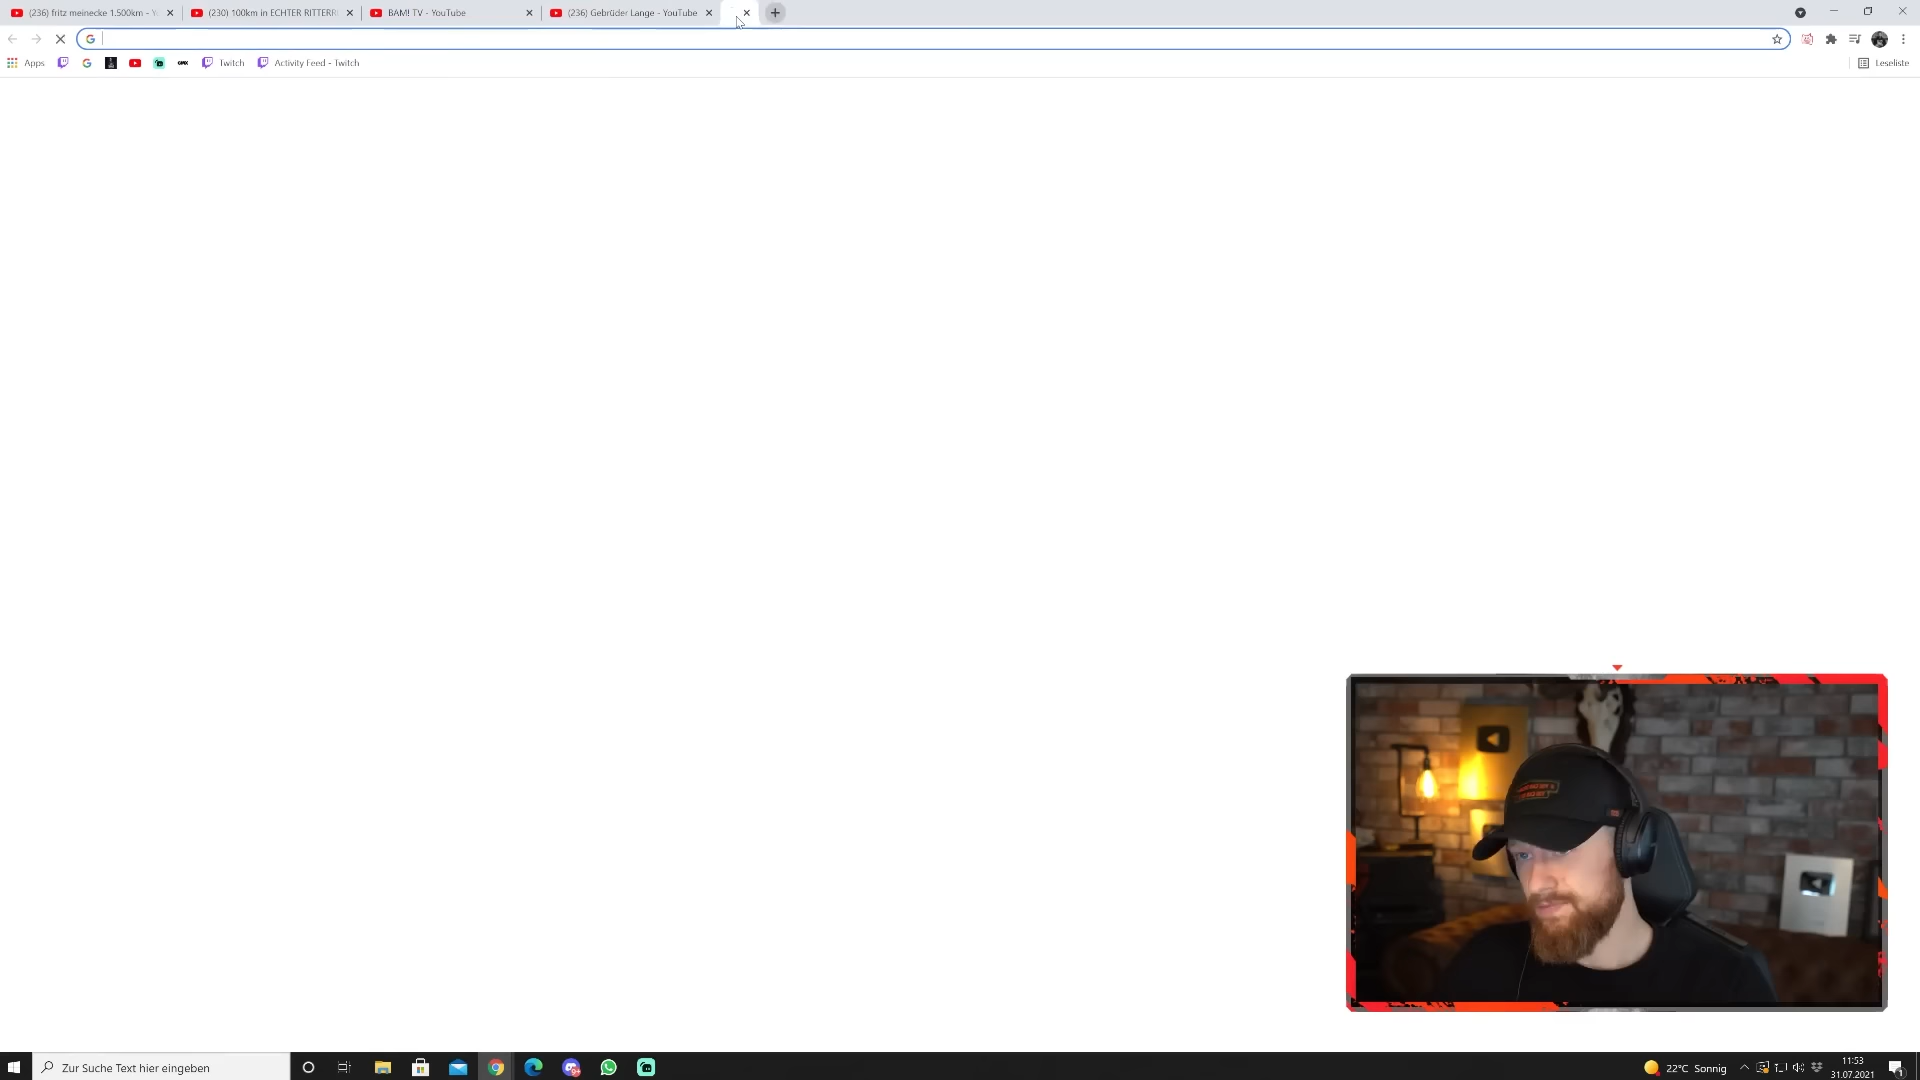 (236) fritz meinecke 1.500km - Yo
(230) 100km in ECHTER RITTERR
BAM! TV - YouTube
(236) Gebrüder Lange - YouTube
Apps
Twitch
Activity Feed - Twitch
Leseliste
Zur Suche Text hier eingeben
22°C Sonnig
11:53
31.07.2021